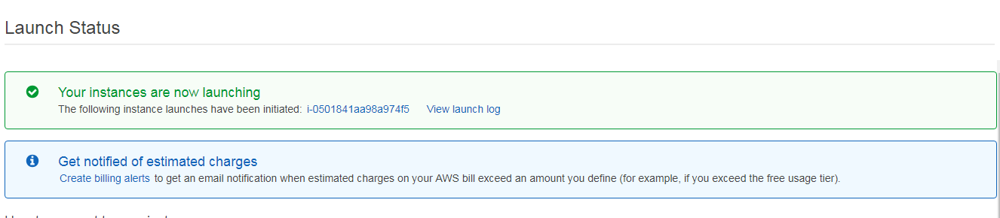 Launch Status
Your instances are now launching
The following instance launches have been initiated: i-0501841aa98a974f5 View launch log
Get notified of estimated charges
Create billing alerts to get an email notification when estimated charges on your AWS bill exceed an amount you define (for example, if you exceed the free usage tier).